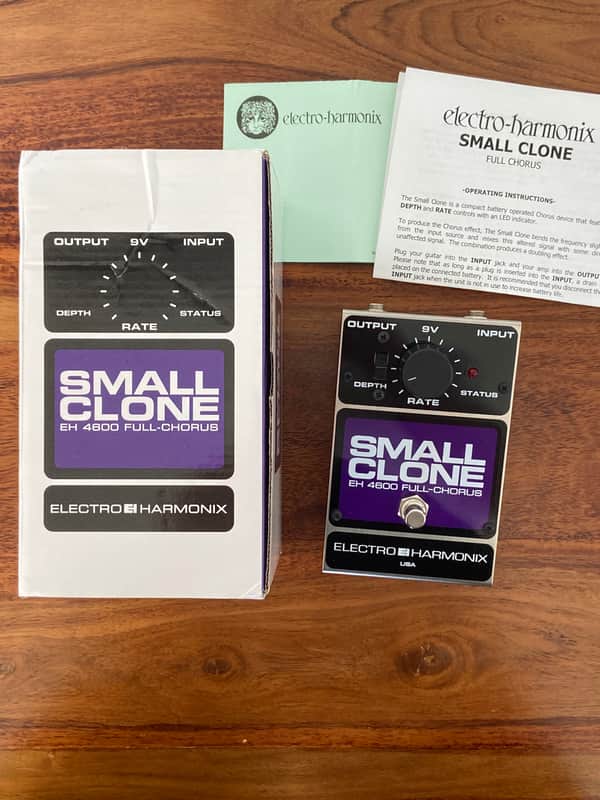 OUTPUT 9V INPUT
DEPTH STATUS
RATE
SMALL
CLONE
EH 4600 FULL-CHORUS
ELECTRO HARMONIX
electro-harmonix
electro-harmonix
SMALL CLONE
FULL CHORUS
-OPERATING INSTRUCTIONS-
The Small Clone is a compact battery operated Chorus device that
DEPTH and RATE controls with an LED indicator.
To produce the Chorus effect, The Small Clone bends the frequency
from the input source and mixes this altered signal with some
unaffected signal. The combination produces a doubling effect.
Plug your guitar into the INPUT jack and your amp into the
Please note that as long as a plug is inserted into the INPUT, a drain
placed on the connected battery. It is recommended that you disconnect the
INPUT jack when the unit is not in use to increase battery life.
OUTPUT 9V INPUT
DEPTH STATUS
RATE
SMALL
CLONE
EH 4600 FULL-CHORUS
ELECTRO HARMONIX
USA